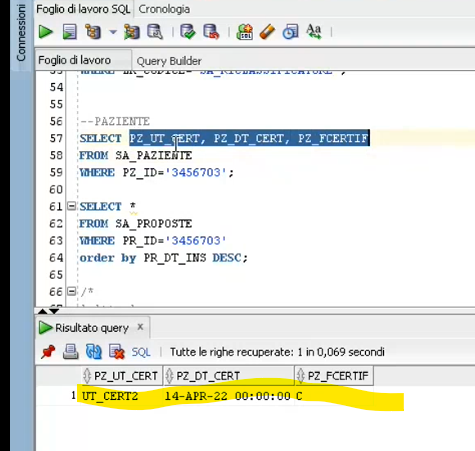 Connessioni
Foglio di lavoro SQL Cronologia
Foglio di lavoro Query Builder
54
55
56 --PAZIENTE
57 SELECT PZ_UT_CERT, PZ_DT_CERT, PZ_FCERTIF
58 FROM SA_PAZIENTE
59 WHERE PZ_ID='3456703';
60
61 SELECT *
62 FROM SA_PROPOSTE
63 WHERE PR_ID='3456703'
64 order by PR_DT_INS DESC;
65
66 /*
Risultato query x
SQL | Tutte le righe recuperate: 1 in 0,069 secondi
PZ_UT_CERT PZ_DT_CERT PZ_FCERTIF
1 UT_CERT2 14-APR-22 00:00:00 C